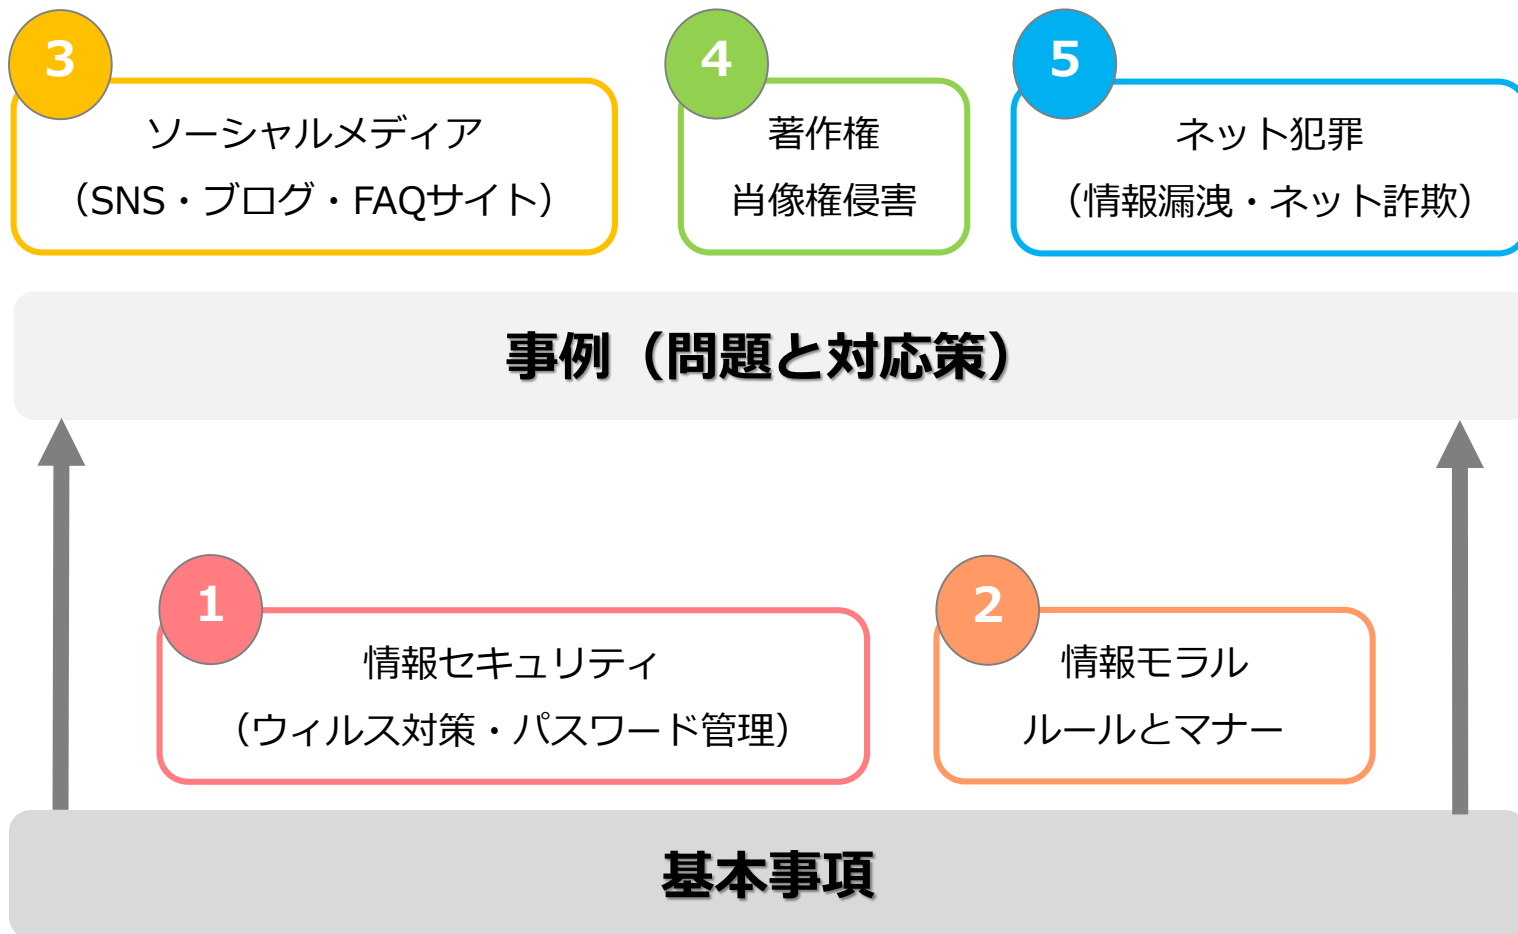 3
ソーシャルメディア
（SNS・ブログ・FAQサイト）
4
著作権
肖像権侵害
5
ネット犯罪
（情報漏洩・ネット詐欺）
事例（問題と対応策）
1
情報セキュリティ
（ウィルス対策・パスワード管理）
2
情報モラル
ルールとマナー
基本事項